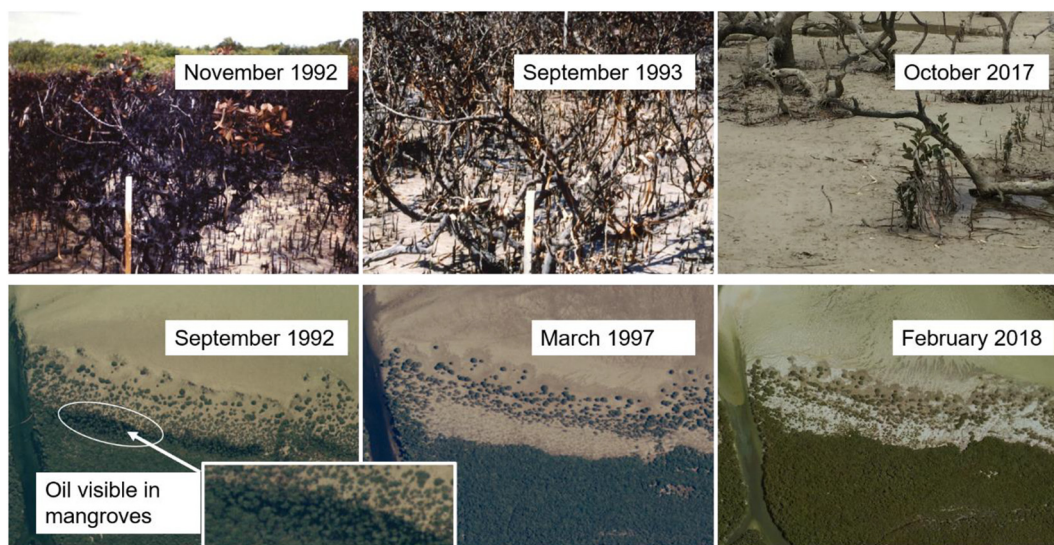 November 1992
September 1993
October 2017
September 1992
March 1997
February 2018
Oil visible in
mangroves